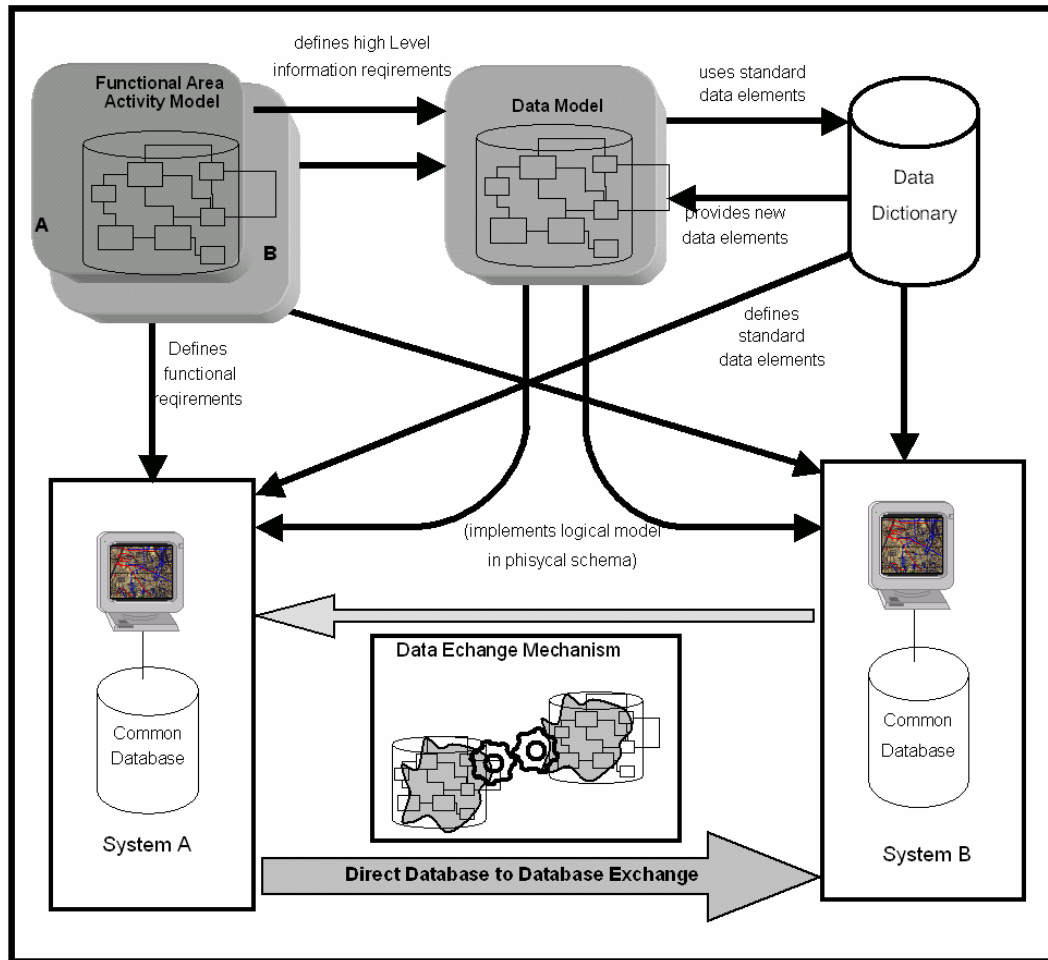 defines high Level
information reqirements
Functional Area
Activity Model
A
B
Data Model
uses standard
data elements
Data
Dictionary
provides new
data elements
Defines
functional
reqirements
defines
standard
data elements
(implements logical model
in phisycal schema)
Common
Database
System A
Data Echange Mechanism
Common
Database
System B
Direct Database to Database Exchange